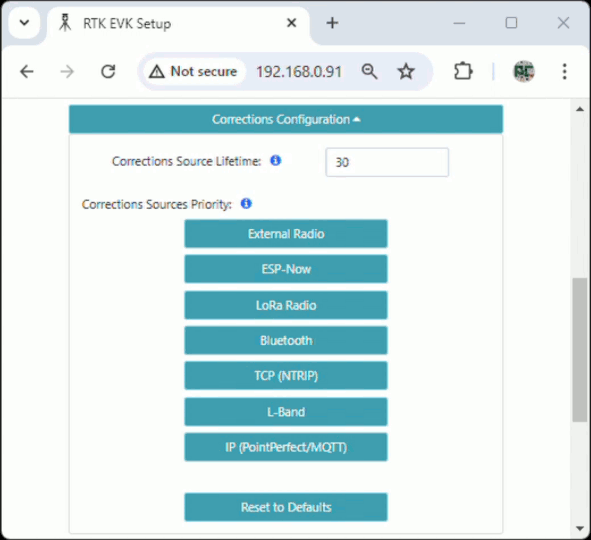 RTK EVK Setup
Not secure 192.168.0.91
Corrections Configuration
Corrections Source Lifetime: 30
Corrections Sources Priority:
External Radio
ESP-Now
LoRa Radio
Bluetooth
TCP (NTRIP)
L-Band
IP (PointPerfect/MQTT)
Reset to Defaults